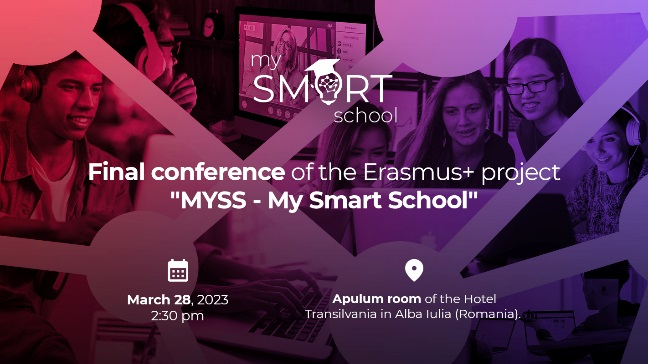 my
SMART
school
Final conference of the Erasmus+ project
"MYSS - My Smart School"
March 28, 2023
2:30 pm
Apulum room of the Hotel
Transilvania in Alba Iulia (Romania).